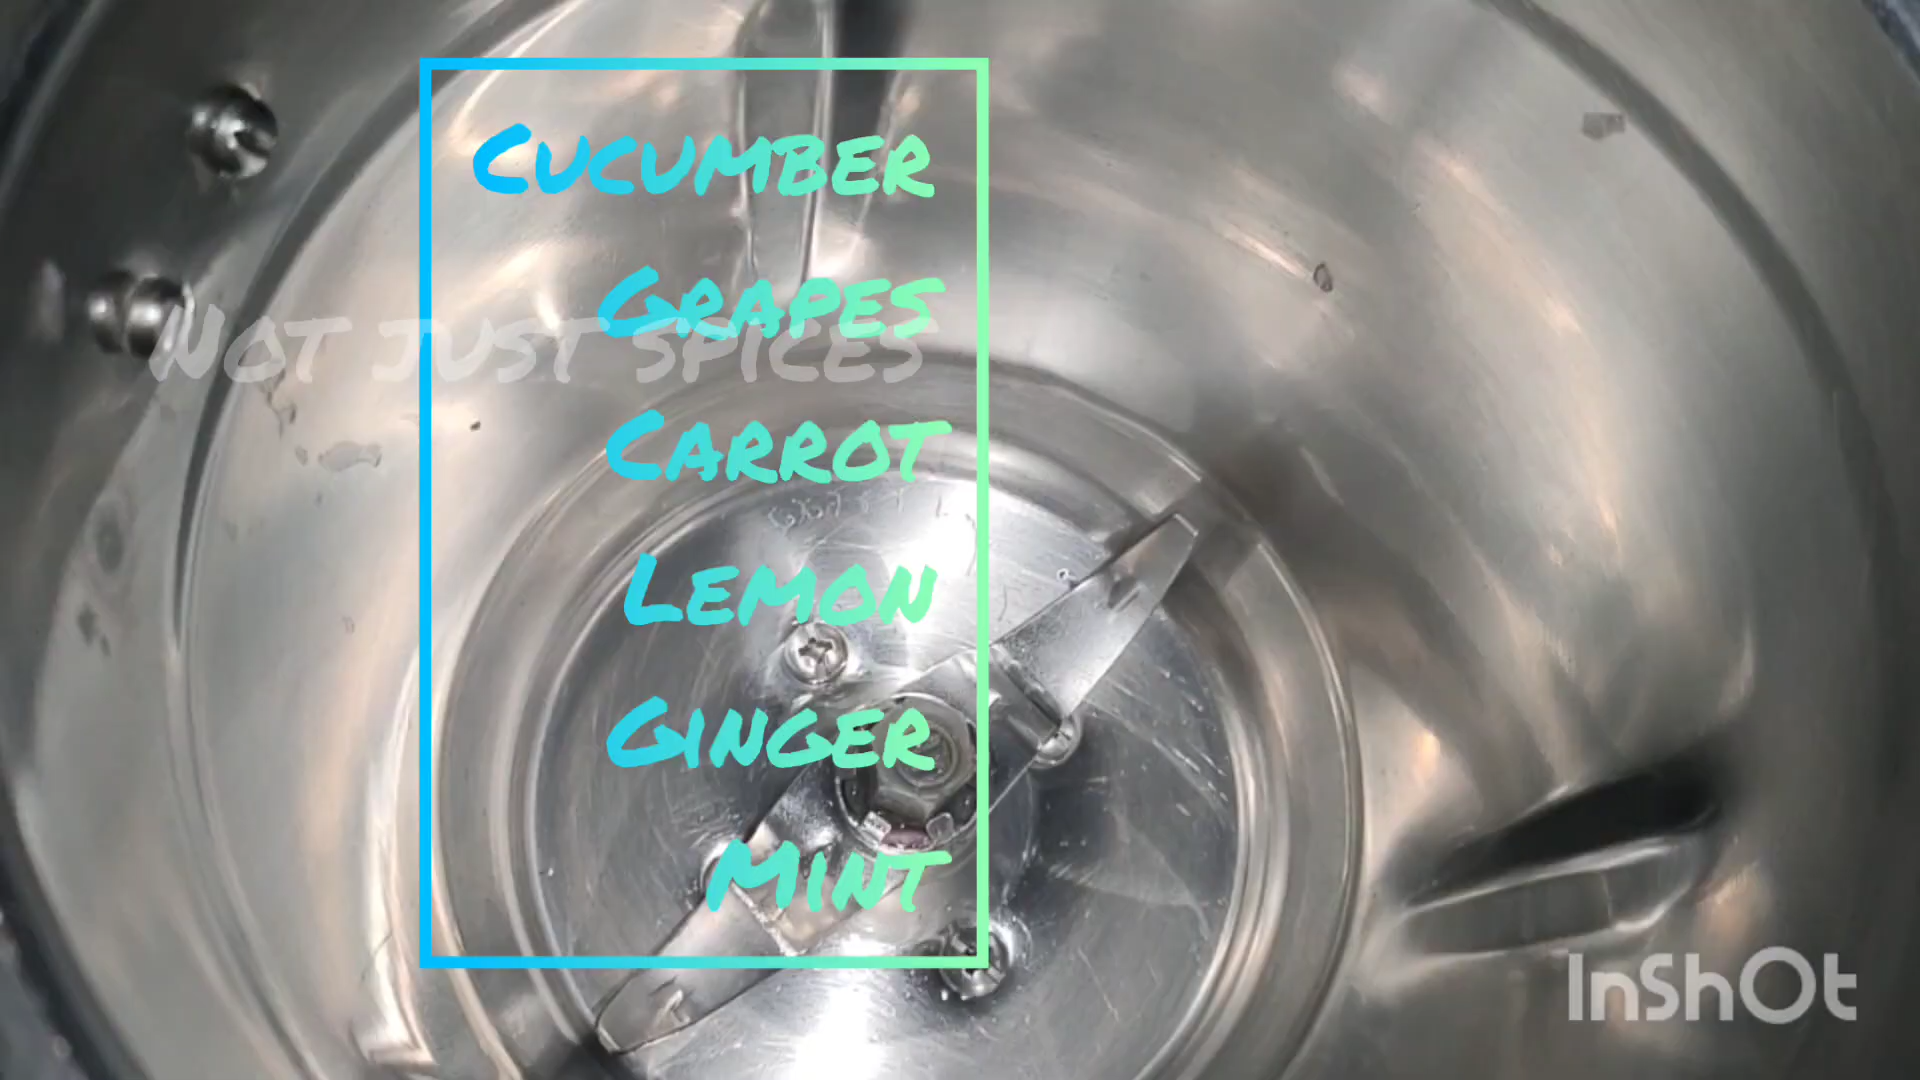 Cucumber
Grapes
Not just spices
Carrot
Lemon
Ginger
Mint
InShOt